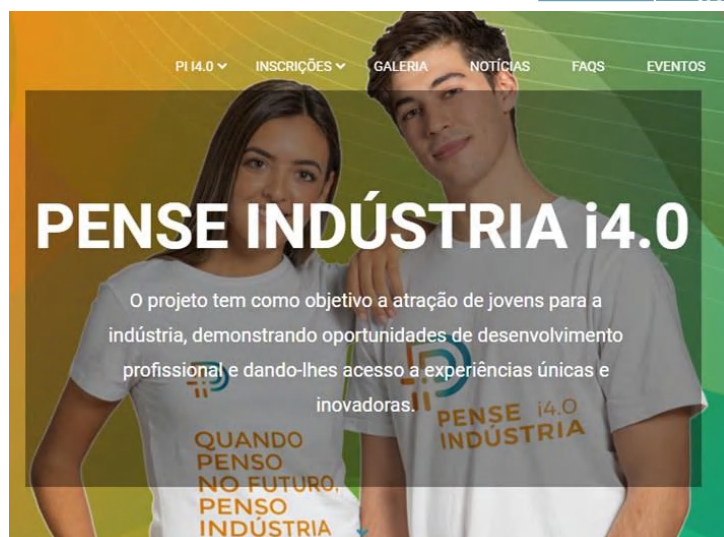 PI I4.0 INSCRIÇÕES GALERIA NOTÍCIAS FAQS EVENTOS
PENSE INDÚSTRIA i4.0
O projeto tem como objetivo a atração de jovens para a
indústria, demonstrando oportunidades de desenvolvimento
profissional e dando-lhes acesso a experiências únicas e
inovadoras.
QUANDO
PENSO
NO FUTURO,
PENSO
INDÚSTRIA
PENSE i4.0
INDÚSTRIA